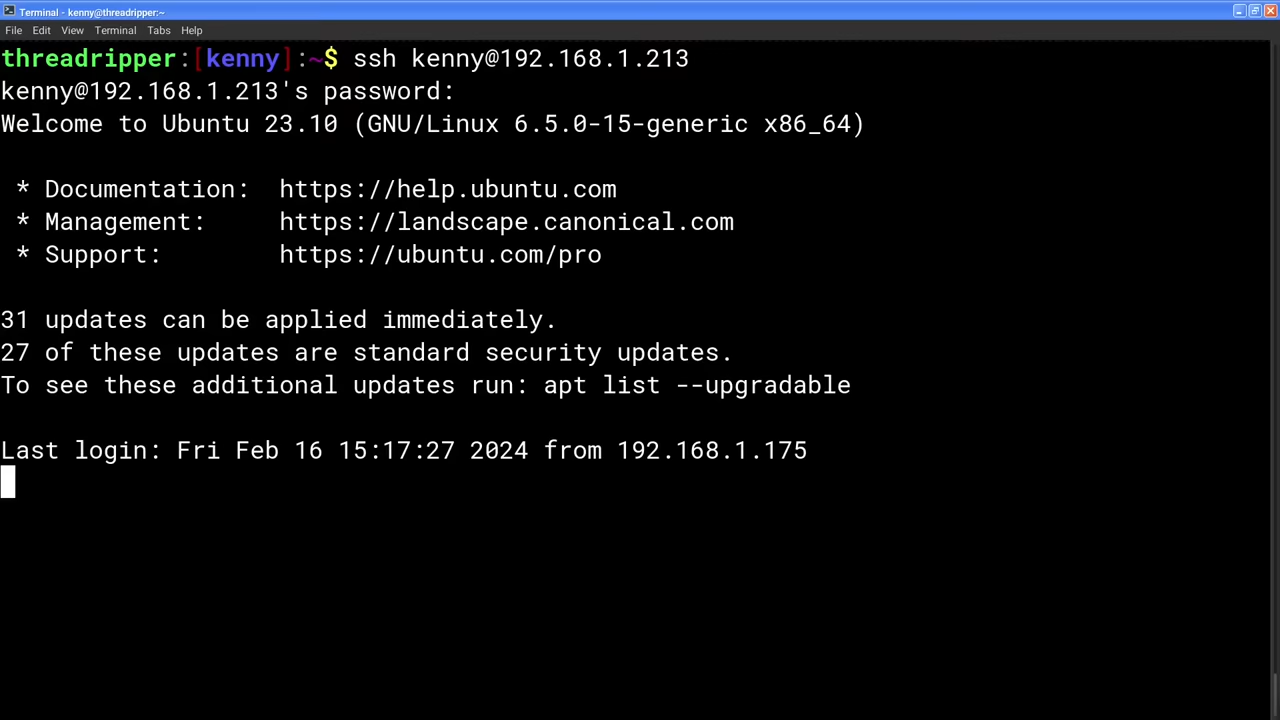 Terminal - kenny@threadripper:~
File Edit View Terminal Tabs Help
threadripper:[kenny]:~$ ssh kenny@192.168.1.213
kenny@192.168.1.213's password:
Welcome to Ubuntu 23.10 (GNU/Linux 6.5.0-15-generic x86_64)
* Documentation:  https://help.ubuntu.com
* Management:     https://landscape.canonical.com
* Support:        https://ubuntu.com/pro
31 updates can be applied immediately.
27 of these updates are standard security updates.
To see these additional updates run: apt list --upgradable
Last login: Fri Feb 16 15:17:27 2024 from 192.168.1.175